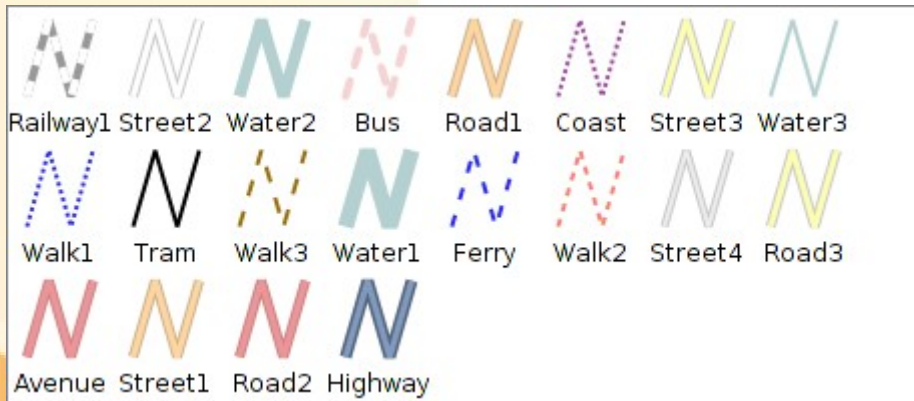 Railway1 Street2 Water2 Bus Road1 Coast Street3 Water3
Walk1 Tram Walk3 Water1 Ferry Walk2 Street4 Road3
Avenue Street1 Road2 Highway